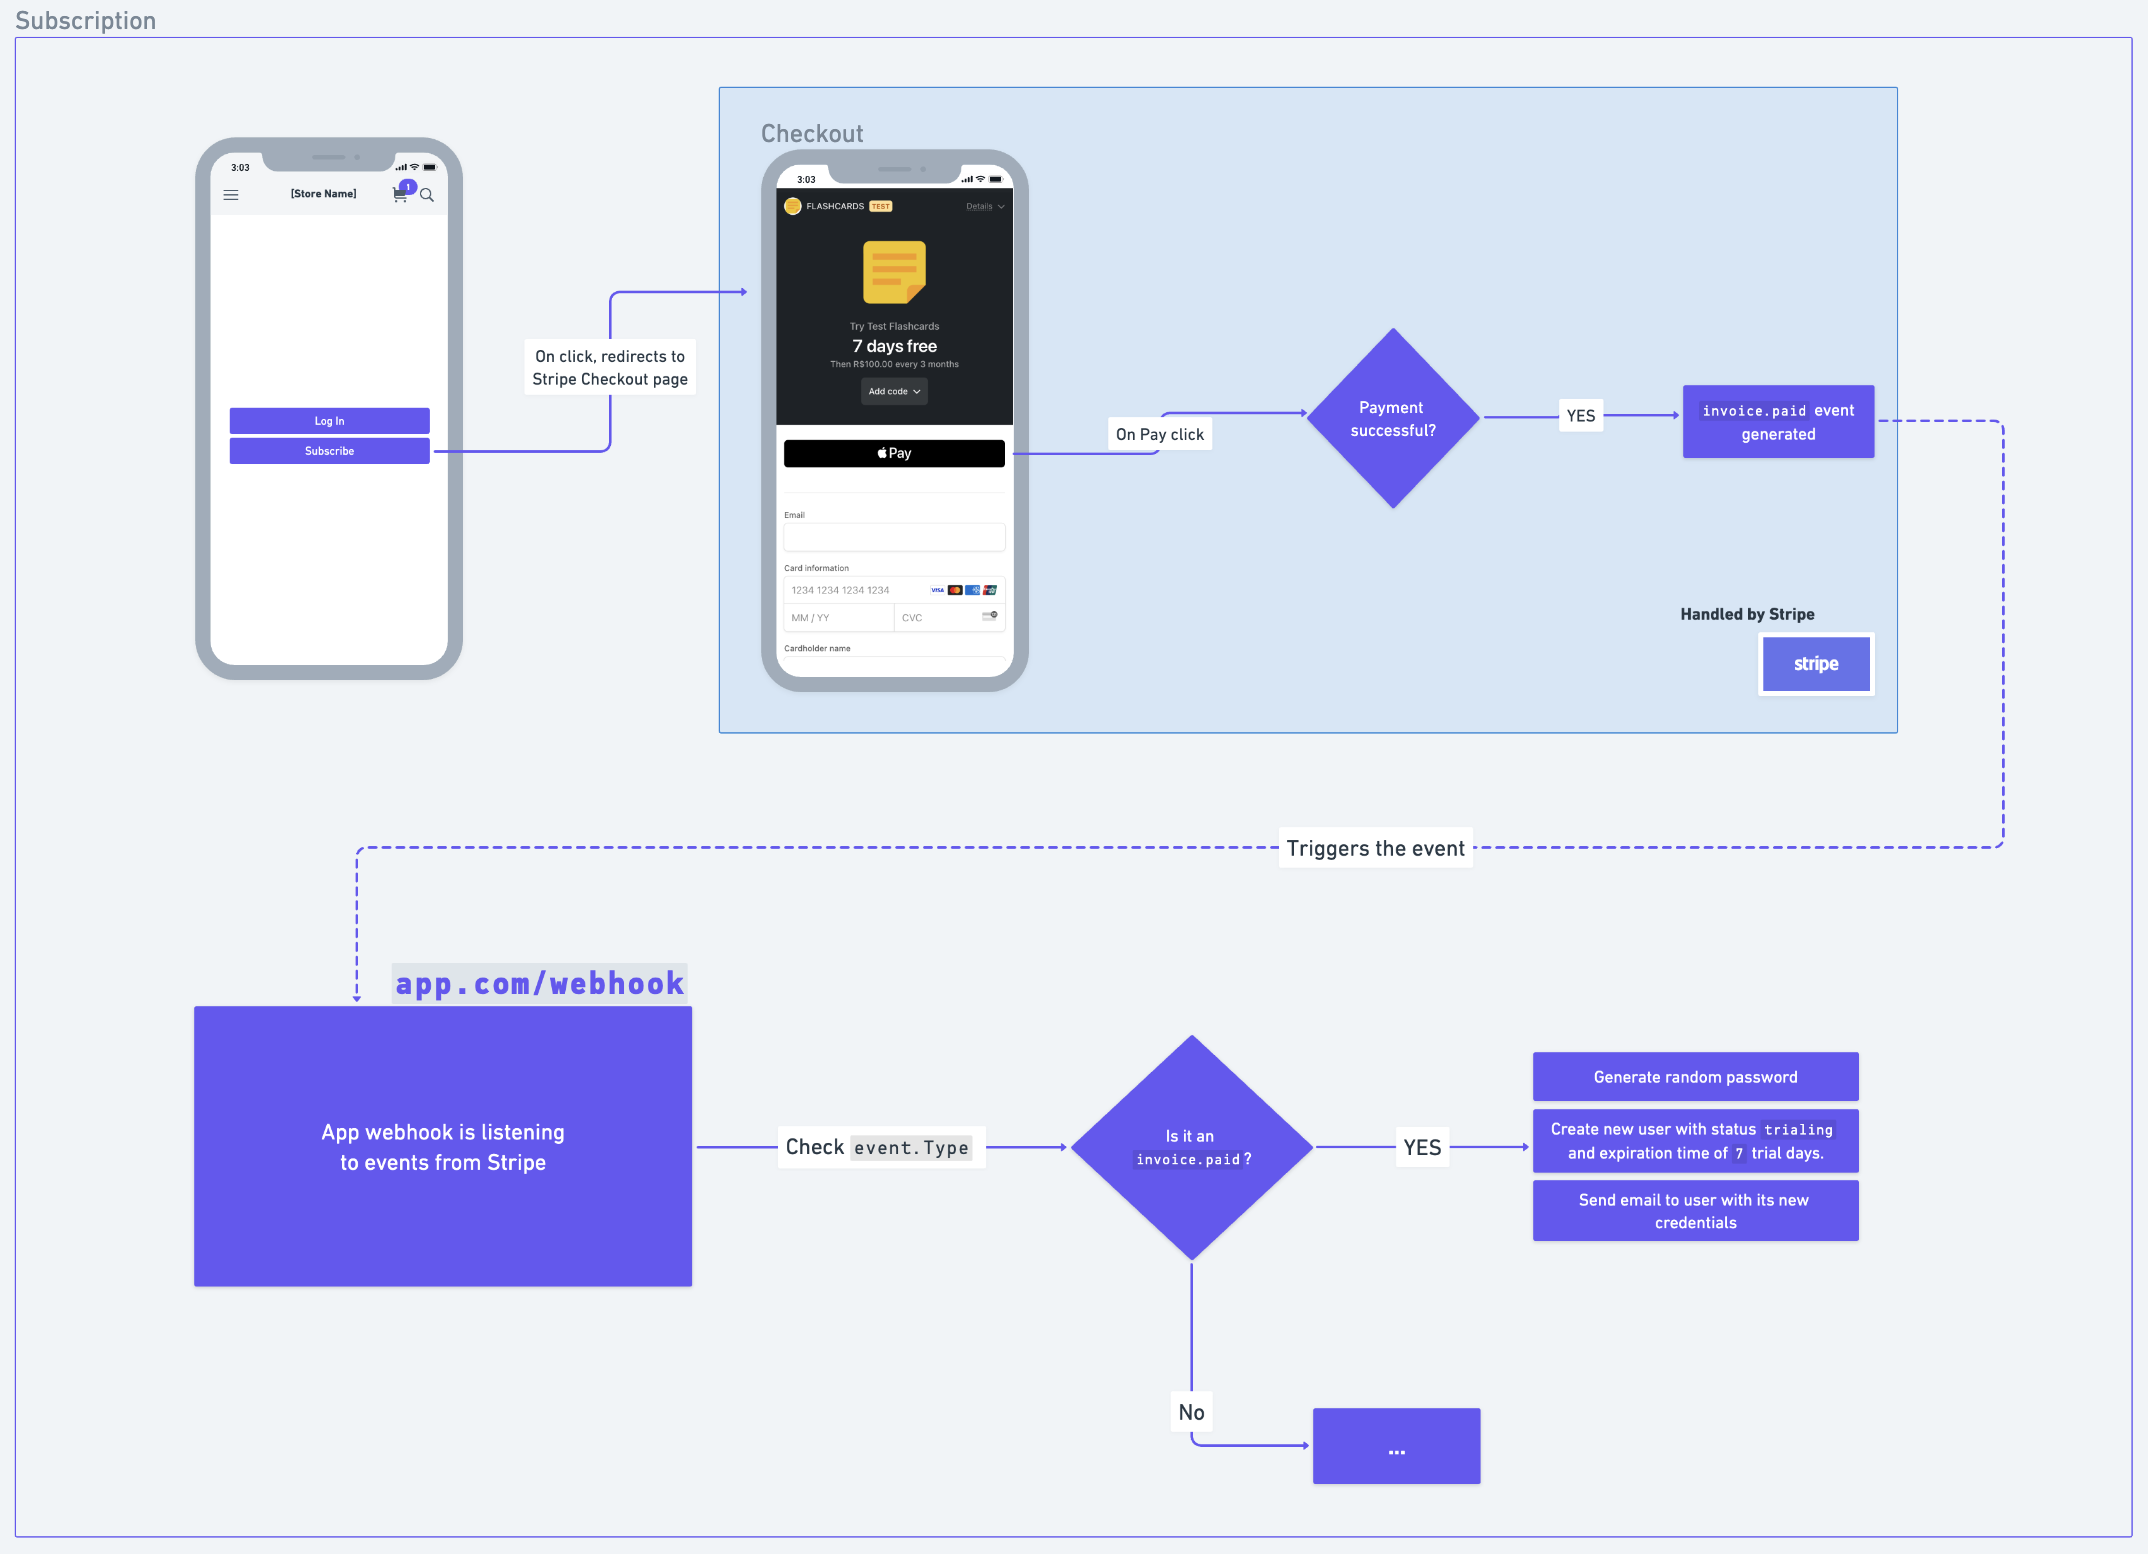 Subscription
3:03
[Store Name]
1
Log In
Subscribe
On click, redirects to
Stripe Checkout page
Checkout
3:03
FLASHCARDS TEST
Details
Try Test Flashcards
7 days free
Then R$100.00 every 3 months
Add code
Pay
Email
Card information
1234 1234 1234 1234
VISA
MM / YY
CVC
Cardholder name
On Pay click
Payment
successful?
YES
invoice.paid event
generated
Handled by Stripe
stripe
Triggers the event
app.com/webhook
App webhook is listening
to events from Stripe
Check event.Type
Is it an
invoice.paid?
YES
Generate random password
Create new user with status trialing
and expiration time of 7 trial days.
Send email to user with its new
credentials
No
...